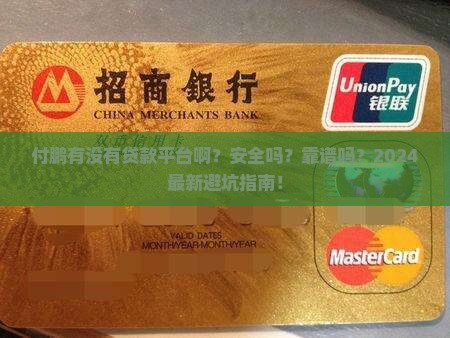 招商銀行
CHINA MERCHANTS BANK
UnionPay
银联
付鹏有没有贷款平台啊？安全吗？靠谱吗？2024
最新避坑指南！
VALID DATES
MONTH/YEAR-MONTH/YEAR
MasterCard